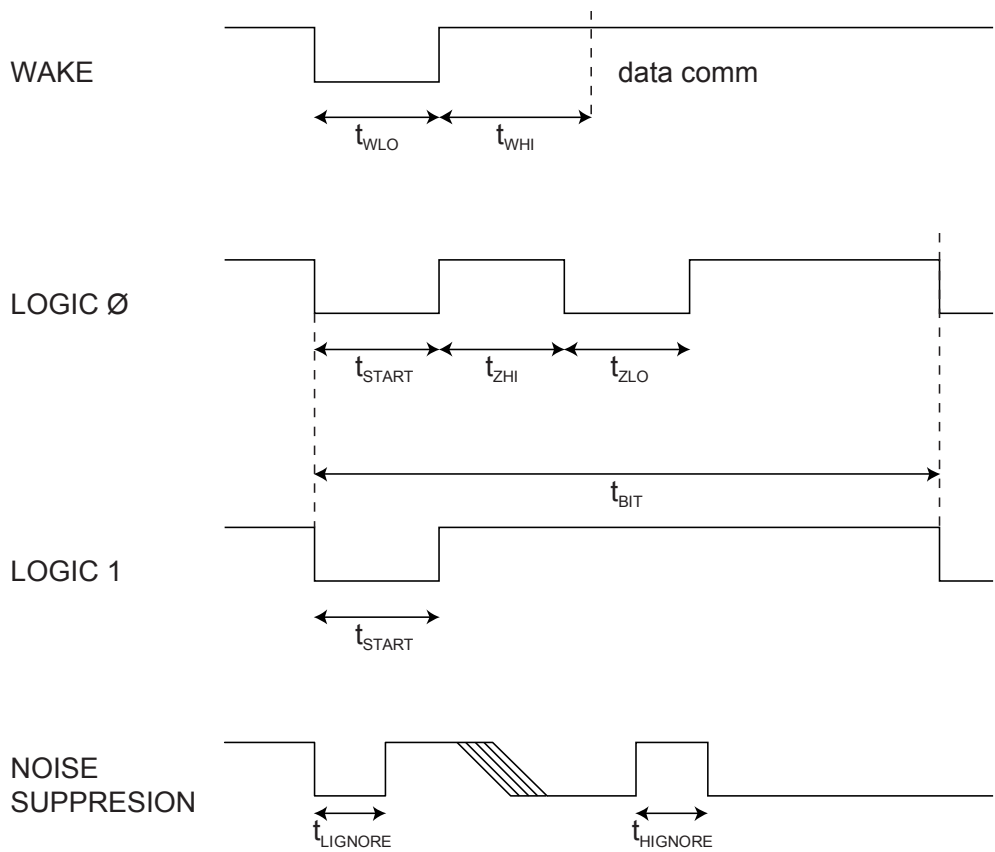 WAKE
data comm
tWLO
tWHI
LOGIC Ø
tSTART
tZHI
tZLO
tBIT
LOGIC 1
tSTART
NOISE
SUPPRESION
tLIGNORE
tHIGNORE